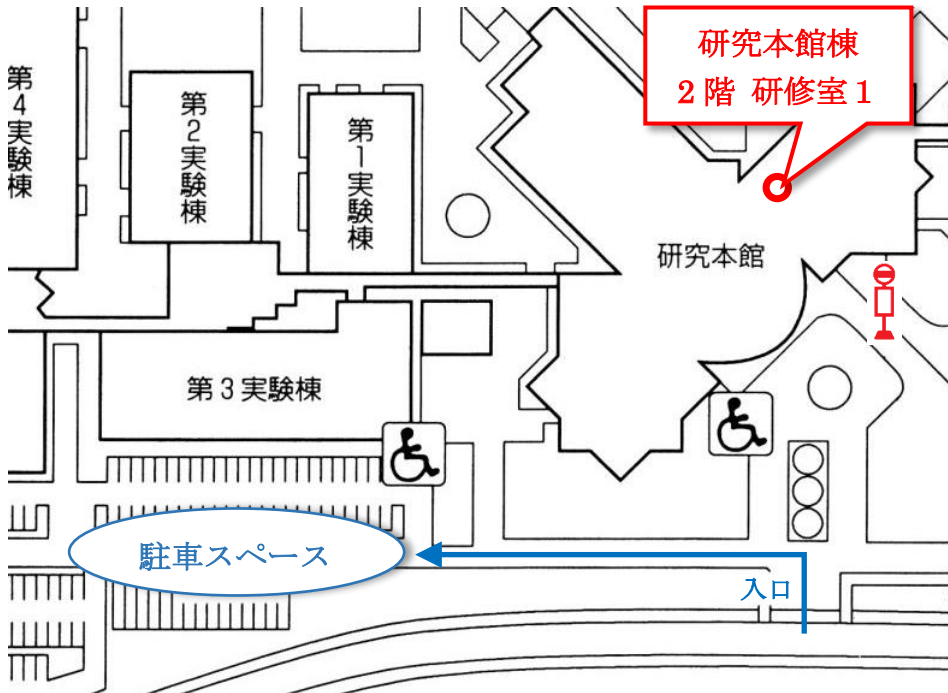 研究本館棟
2階 研修室1
第4実験棟
第2実験棟
第1実験棟
研究本館
第3実験棟
駐車スペース
入口